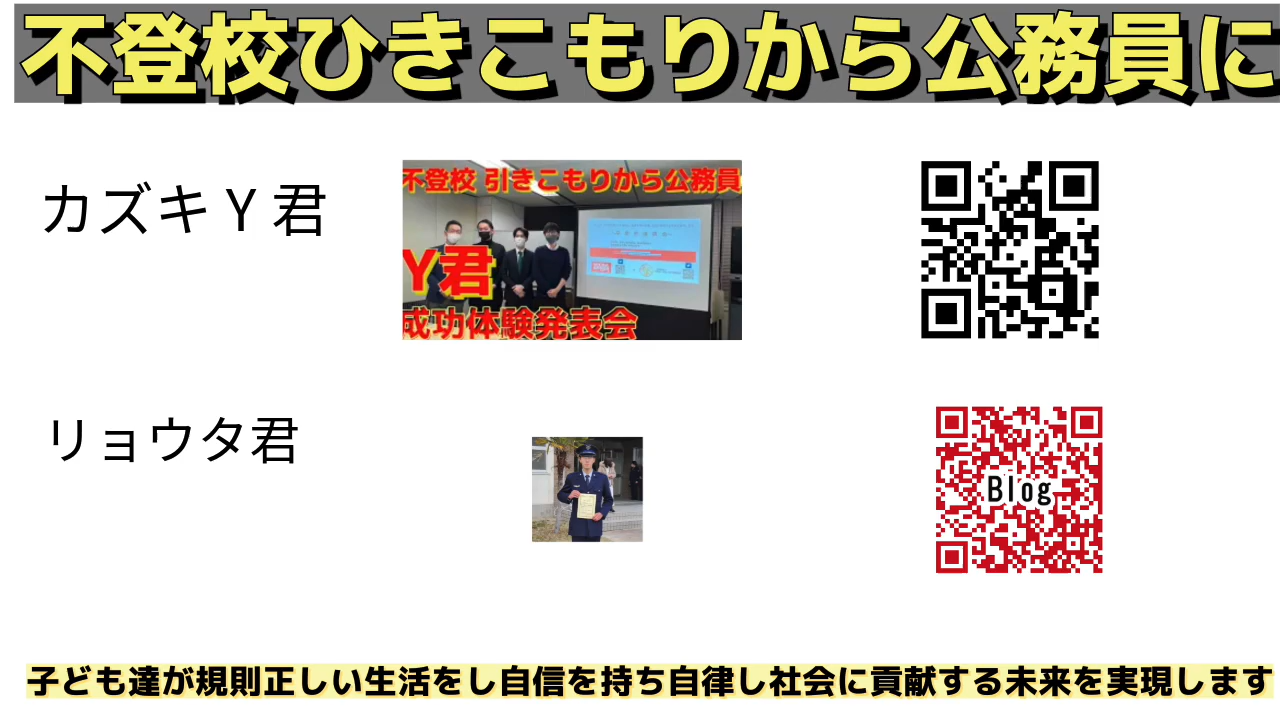 不登校ひきこもりから公務員に
カズキＹ君
不登校 引きこもりから公務員
Y君
成功体験発表会
リョウタ君
Blog
子ども達が規則正しい生活をし自信を持ち自律し社会に貢献する未来を実現します